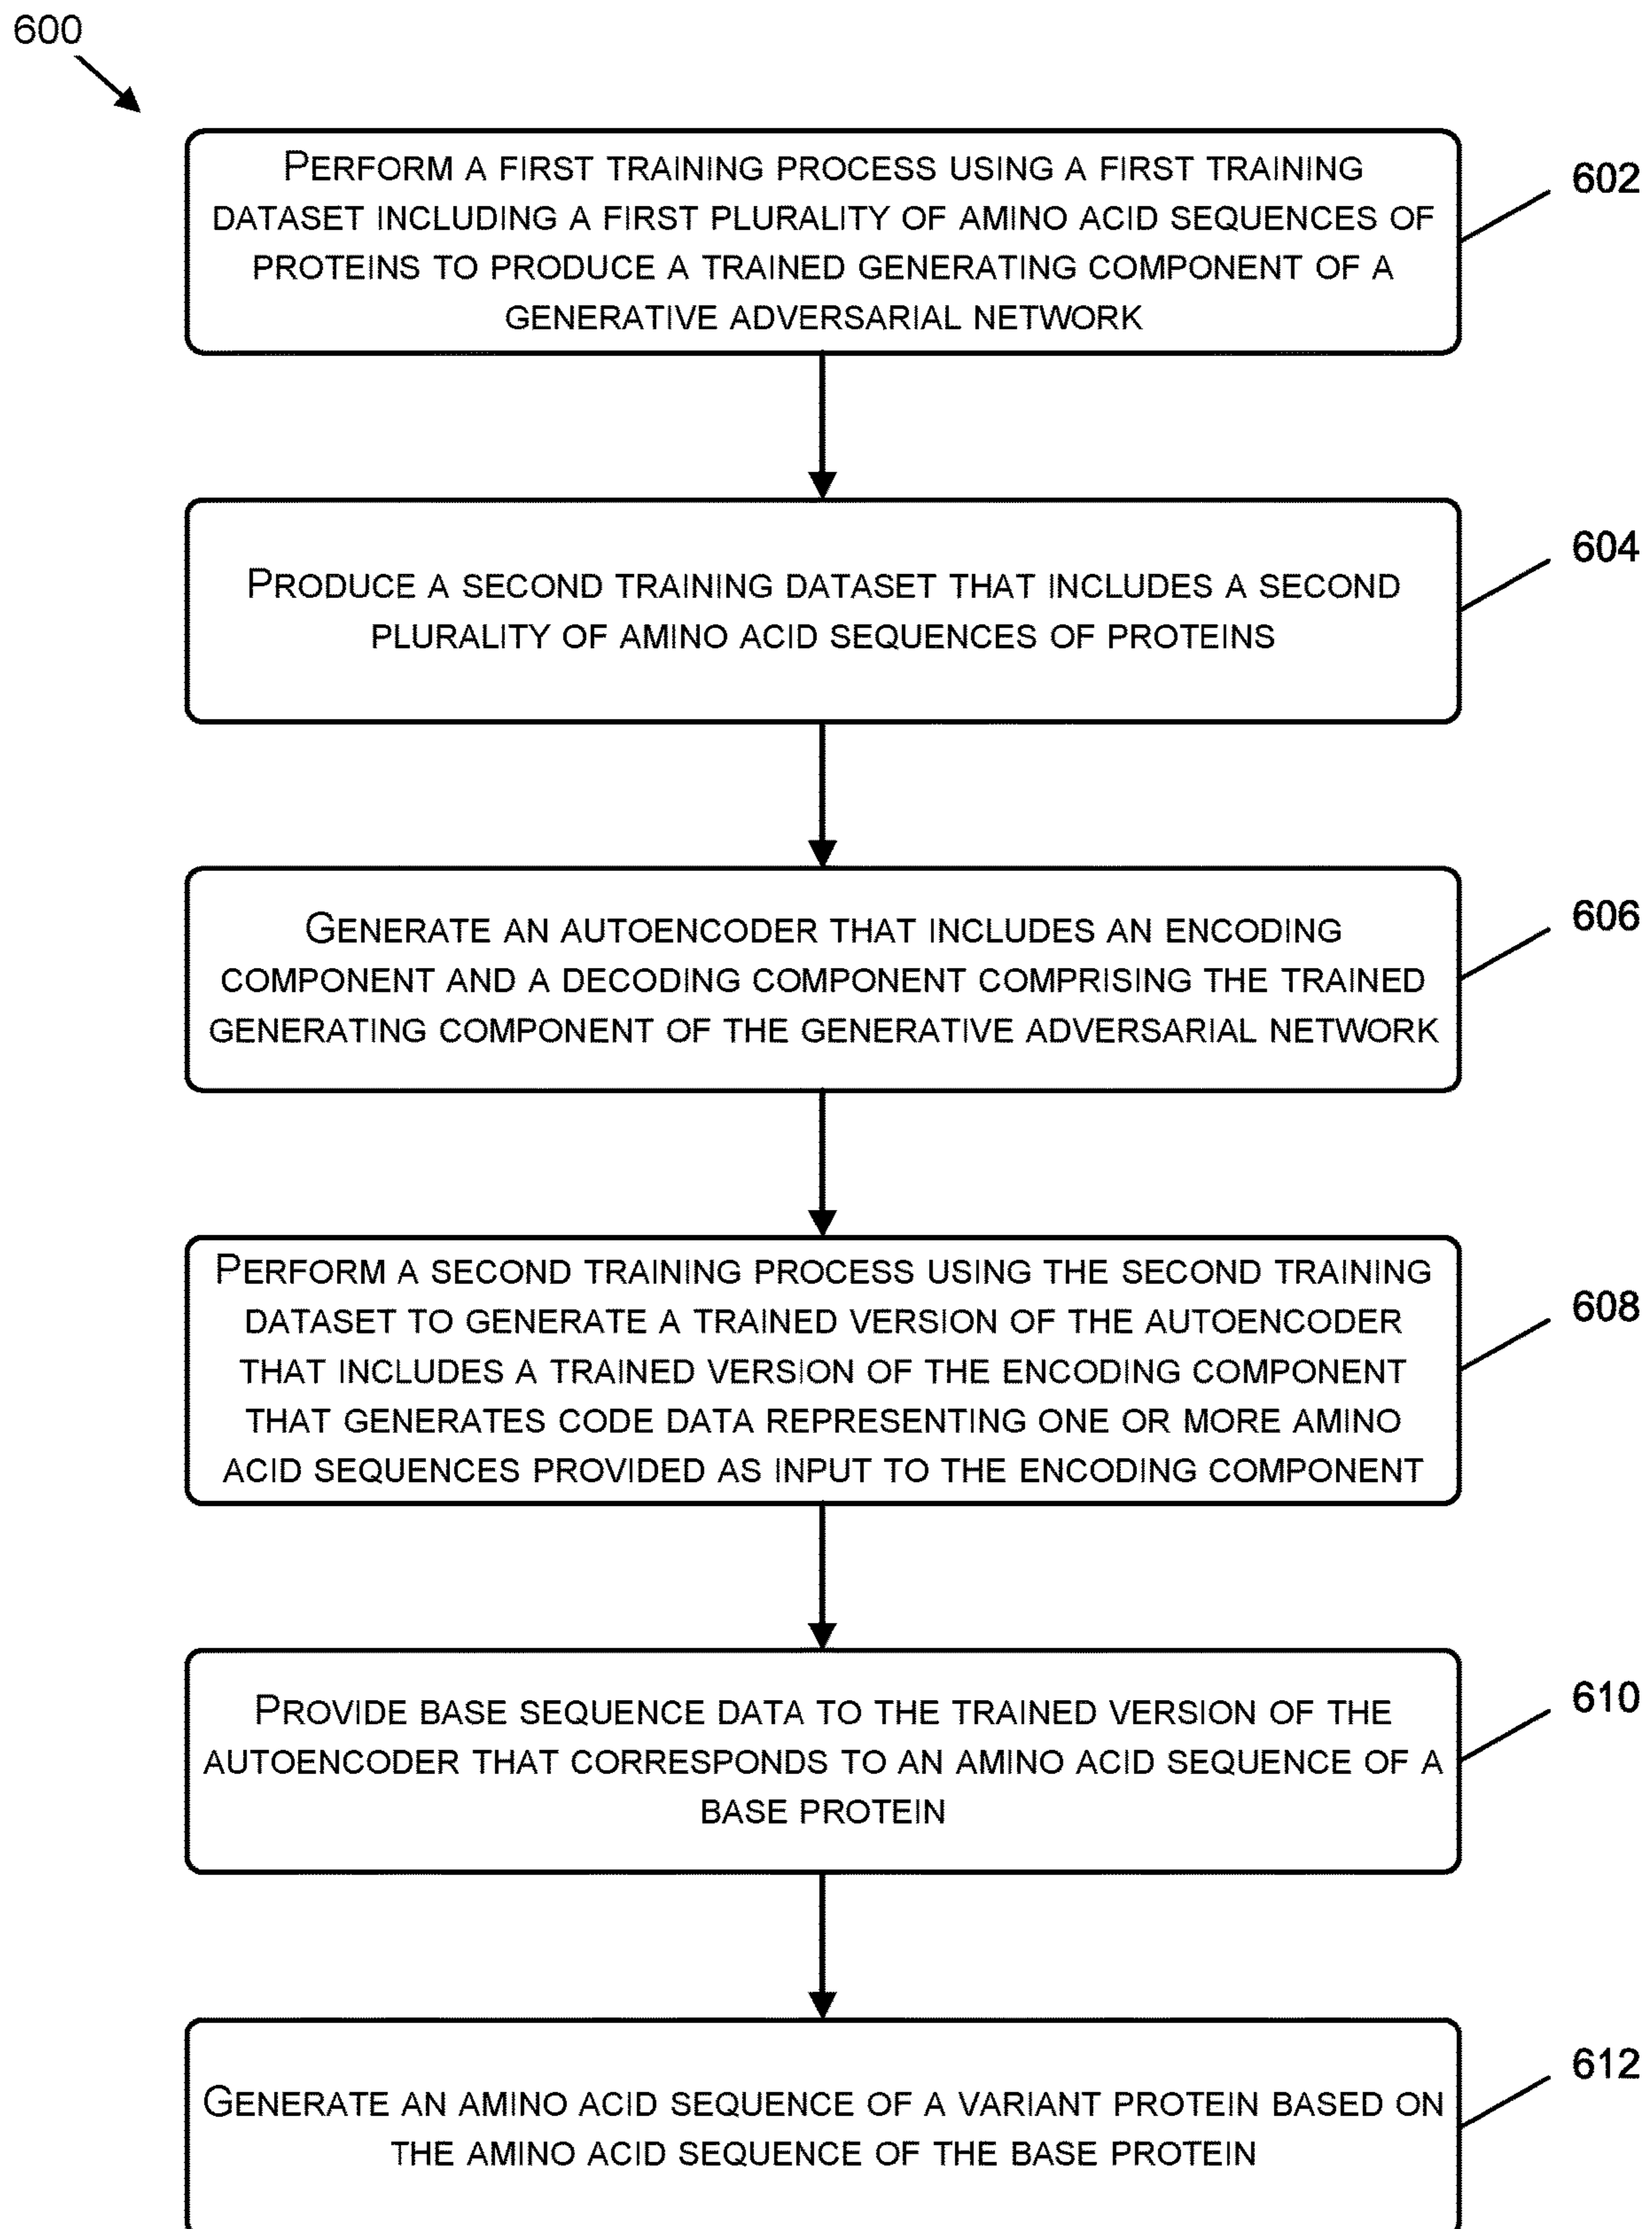 600
PERFORM A FIRST TRAINING PROCESS USING A FIRST TRAINING
DATASET INCLUDING A FIRST PLURALITY OF AMINO ACID SEQUENCES OF
PROTEINS TO PRODUCE A TRAINED GENERATING COMPONENT OF A
GENERATIVE ADVERSARIAL NETWORK
602
PRODUCE A SECOND TRAINING DATASET THAT INCLUDES A SECOND
PLURALITY OF AMINO ACID SEQUENCES OF PROTEINS
604
GENERATE AN AUTOENCODER THAT INCLUDES AN ENCODING
COMPONENT AND A DECODING COMPONENT COMPRISING THE TRAINED
GENERATING COMPONENT OF THE GENERATIVE ADVERSARIAL NETWORK
606
PERFORM A SECOND TRAINING PROCESS USING THE SECOND TRAINING
DATASET TO GENERATE A TRAINED VERSION OF THE AUTOENCODER
THAT INCLUDES A TRAINED VERSION OF THE ENCODING COMPONENT
THAT GENERATES CODE DATA REPRESENTING ONE OR MORE AMINO
ACID SEQUENCES PROVIDED AS INPUT TO THE ENCODING COMPONENT
608
PROVIDE BASE SEQUENCE DATA TO THE TRAINED VERSION OF THE
AUTOENCODER THAT CORRESPONDS TO AN AMINO ACID SEQUENCE OF A
BASE PROTEIN
610
GENERATE AN AMINO ACID SEQUENCE OF A VARIANT PROTEIN BASED ON
THE AMINO ACID SEQUENCE OF THE BASE PROTEIN
612